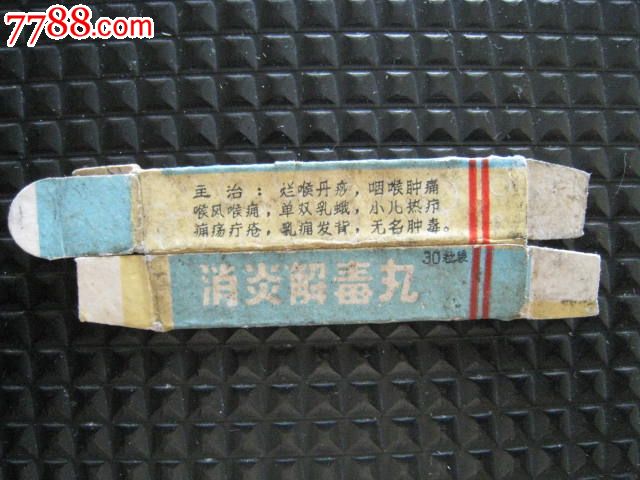 7788.com
主治：烂喉丹痧，咽喉肿痛
喉风喉痈，单双乳蛾，小儿热疖
痈疡疔疮，乳痈发背，无名肿毒。
30粒装
消炎解毒丸